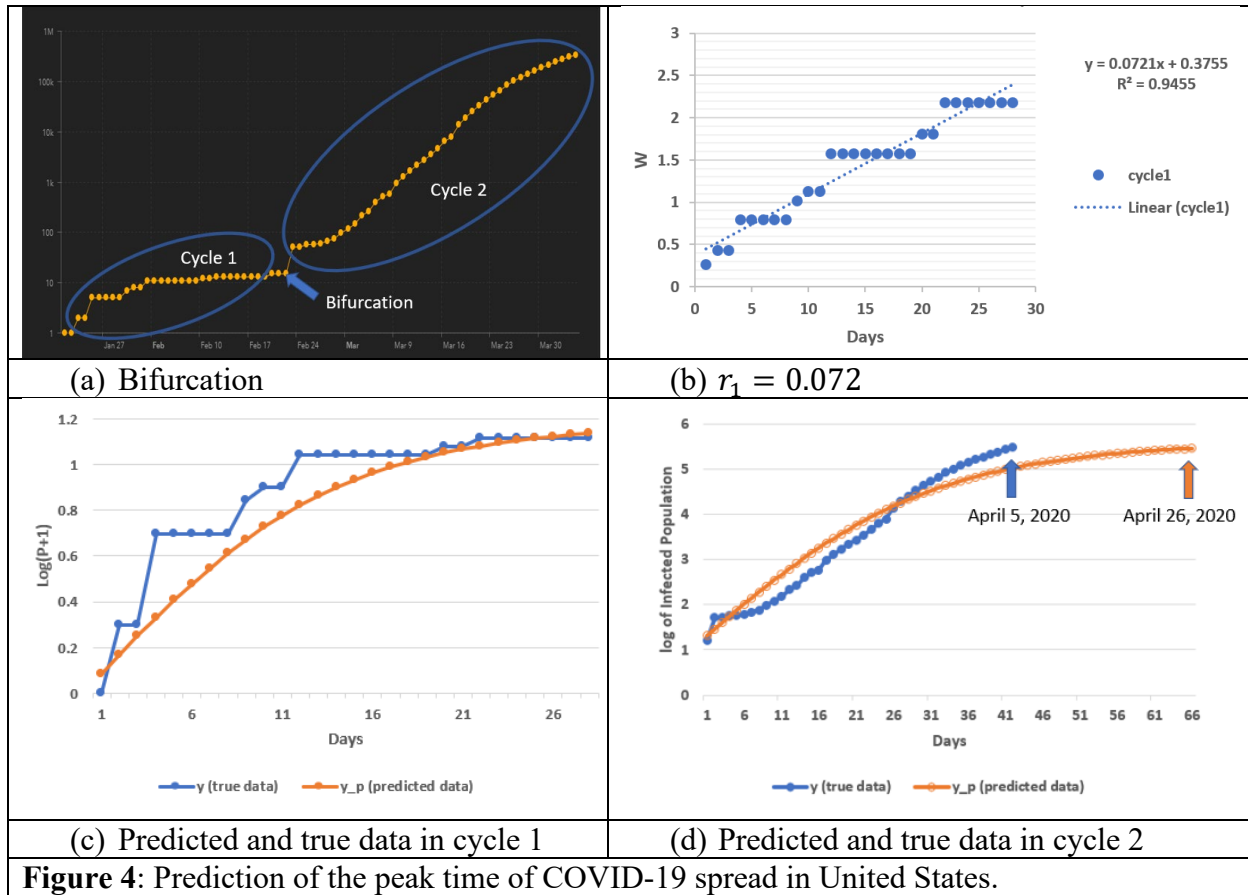 1M
100k
10k
1k
100
10
1
Cycle 1
Cycle 2
Bifurcation
Jan 27
Feb
Feb 10
Feb 17
Feb 24
Mar
Mar 9
Mar 16
Mar 23
Mar 30
(a) Bifurcation
3
2.5
2
1.5
1
0.5
0
W
0 5 10 15 20 25 30
Days
y = 0.0721x + 0.3755
R² = 0.9455
cycle1
Linear (cycle1)
(b) r₁ = 0.072
1.2
1
0.8
0.6
0.4
0.2
0
Log(P+1)
1 6 11 16 21 26
Days
y (true data) y_p (predicted data)
(c) Predicted and true data in cycle 1
6
5
4
3
2
1
0
log of Infected Population
April 5, 2020 April 26, 2020
1 6 11 16 21 26 31 36 41 46 51 56 61 66
Days
y (true data) y_p (predicted data)
(d) Predicted and true data in cycle 2
Figure 4: Prediction of the peak time of COVID-19 spread in United States.